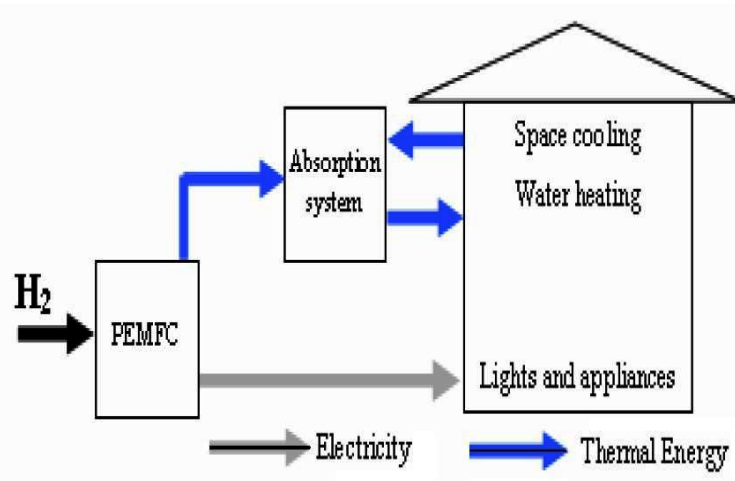 Space cooling
Absorption
system
Water heating
H₂
PEMFC
Lights and appliances
Electricity
Thermal Energy